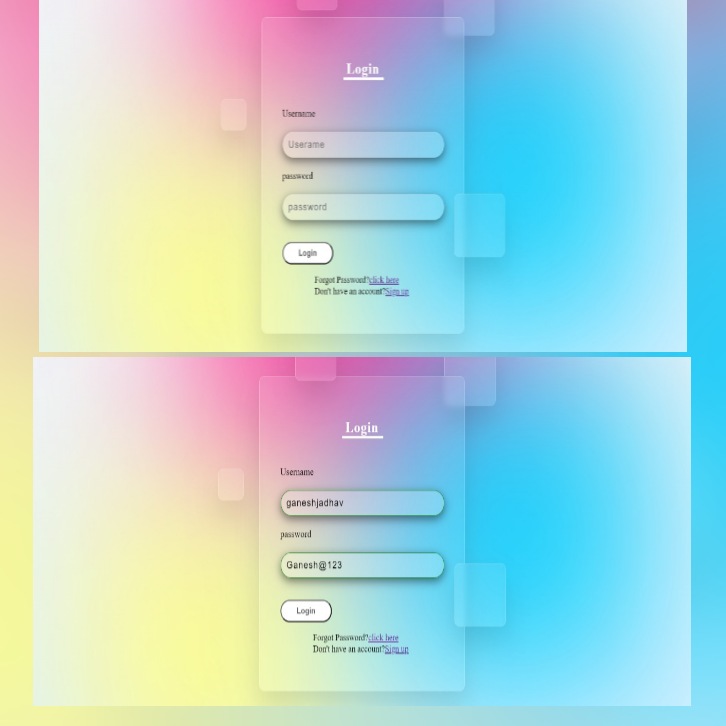 Login
Username
Userame
password
password
Login
Forgot Password?click here
Don't have an account?Sign up
Login
Username
ganeshjadhav
password
Ganesh@123
Login
Forgot Password?click here
Don't have an account?Sign up